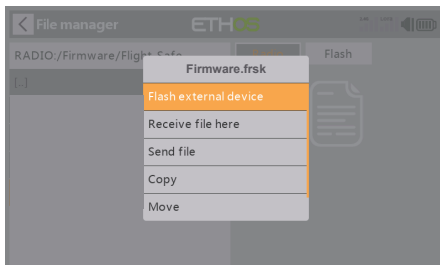 File manager
ETHOS
RADIO:/Firmware/Flight Safe
Flash
[..]
Firmware.frsk
Flash external device
Receive file here
Send file
Copy
Move